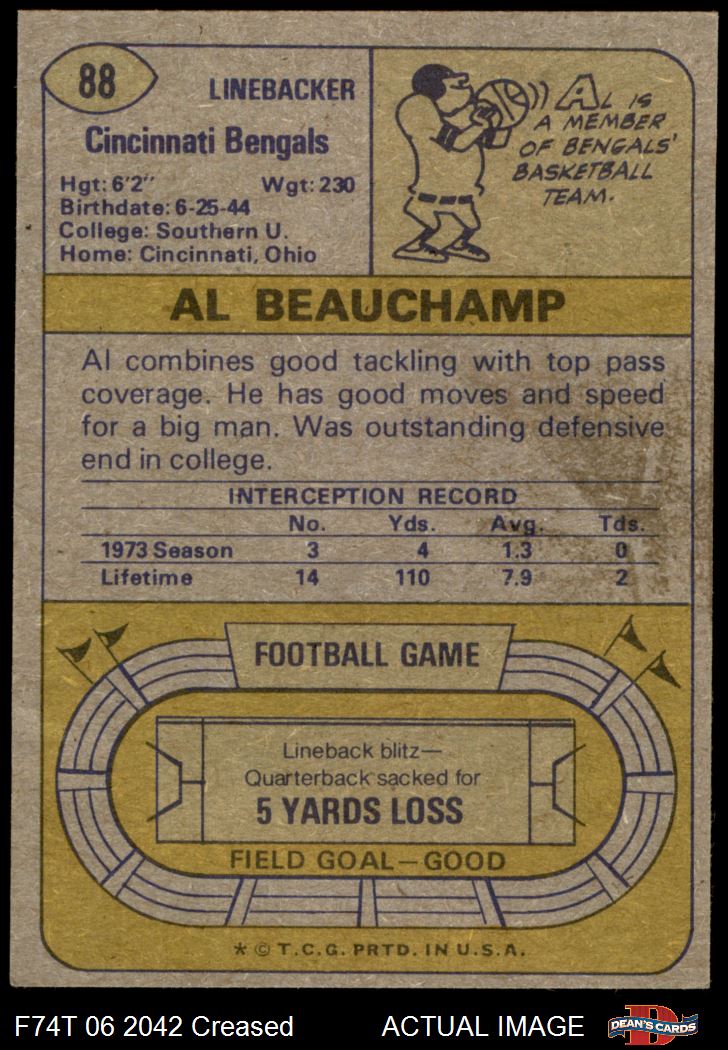 88
LINEBACKER
Cincinnati Bengals
Hgt: 6'2" Wgt: 230
Birthdate: 6-25-44
College: Southern U.
Home: Cincinnati, Ohio
AL IS
A MEMBER
OF BENGALS'
BASKETBALL
TEAM.
AL BEAUCHAMP
Al combines good tackling with top pass
coverage. He has good moves and speed
for a big man. Was outstanding defensive
end in college.
INTERCEPTION RECORD
No. Yds. Avg. Tds.
1973 Season 3 4 1.3 0
Lifetime 14 110 7.9 2
FOOTBALL GAME
Lineback blitz—
Quarterback sacked for
5 YARDS LOSS
FIELD GOAL—GOOD
* © T.C.G. PRTD. IN U.S.A.
F74T 06 2042 Creased ACTUAL IMAGE
D
DEAN'S CARDS